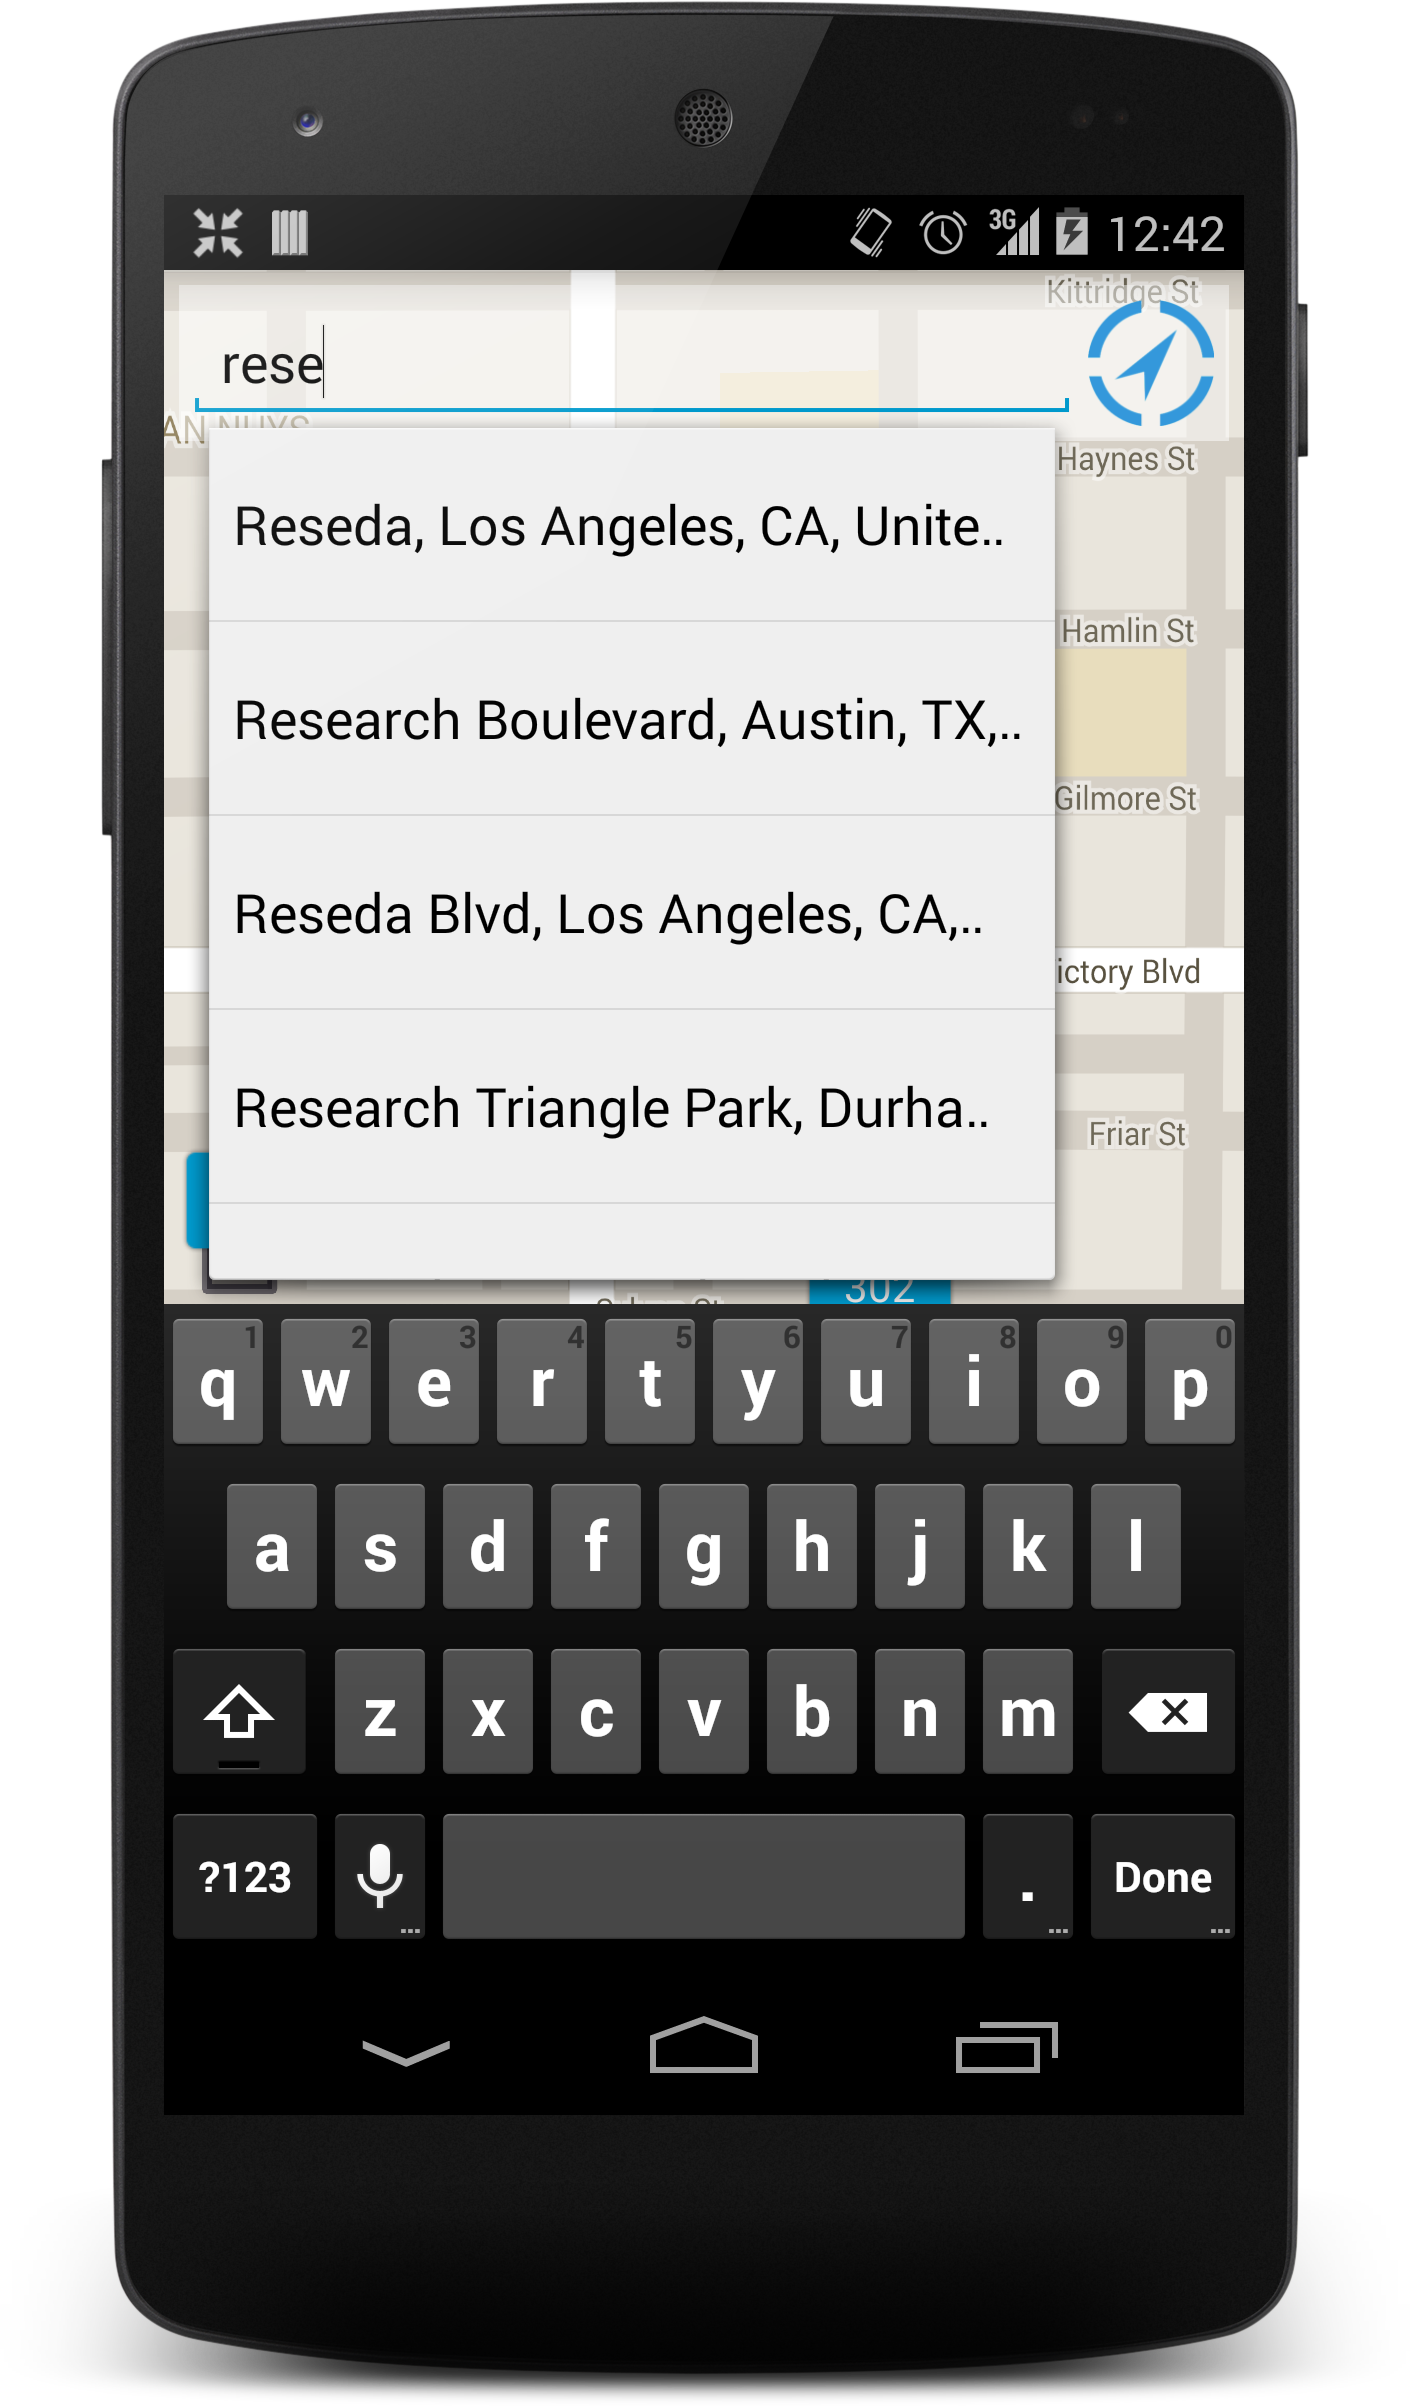 3G 12:42
Kittridge St
rese
AN NUYS
Haynes St
Reseda, Los Angeles, CA, Unite..
Hamlin St
Research Boulevard, Austin, TX,..
Gilmore St
Reseda Blvd, Los Angeles, CA,..
ictory Blvd
Research Triangle Park, Durha..
Friar St
302
1 2 3 4 5 6 7 8 9 0
q w e r t y u i o p
a s d f g h j k l
z x c v b n m
?123 . Done